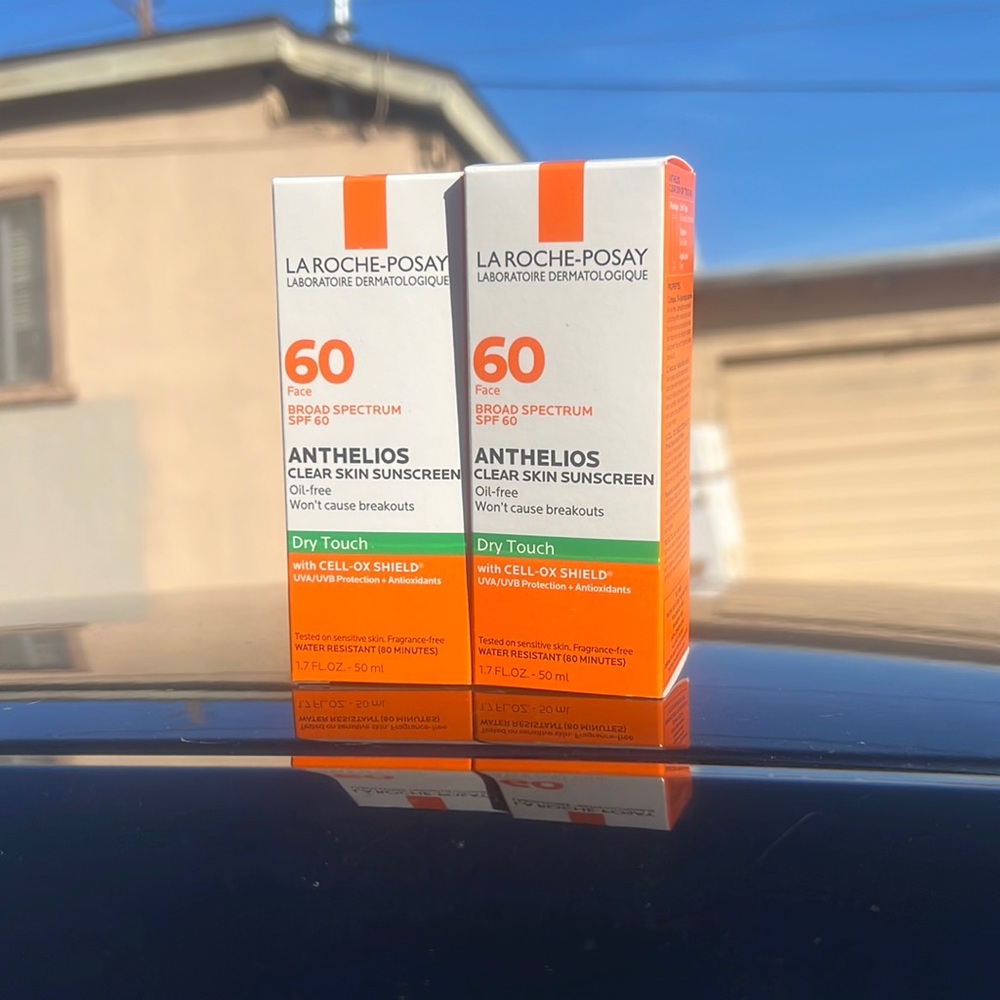 LA ROCHE-POSAY
LABORATOIRE DERMATOLOGIQUE
60
Face
BROAD SPECTRUM
SPF 60
ANTHELIOS
CLEAR SKIN SUNSCREEN
Oil-free
Won't cause breakouts
Dry Touch
with CELL-OX SHIELD®
UVA/UVB Protection + Antioxidants
Tested on sensitive skin. Fragrance-free
WATER RESISTANT (80 MINUTES)
1.7 FL.OZ. - 50 ml
LA ROCHE-POSAY
LABORATOIRE DERMATOLOGIQUE
60
Face
BROAD SPECTRUM
SPF 60
ANTHELIOS
CLEAR SKIN SUNSCREEN
Oil-free
Won't cause breakouts
Dry Touch
with CELL-OX SHIELD®
UVA/UVB Protection + Antioxidants
Tested on sensitive skin. Fragrance-free
WATER RESISTANT (80 MINUTES)
1.7 FL.OZ. - 50 ml